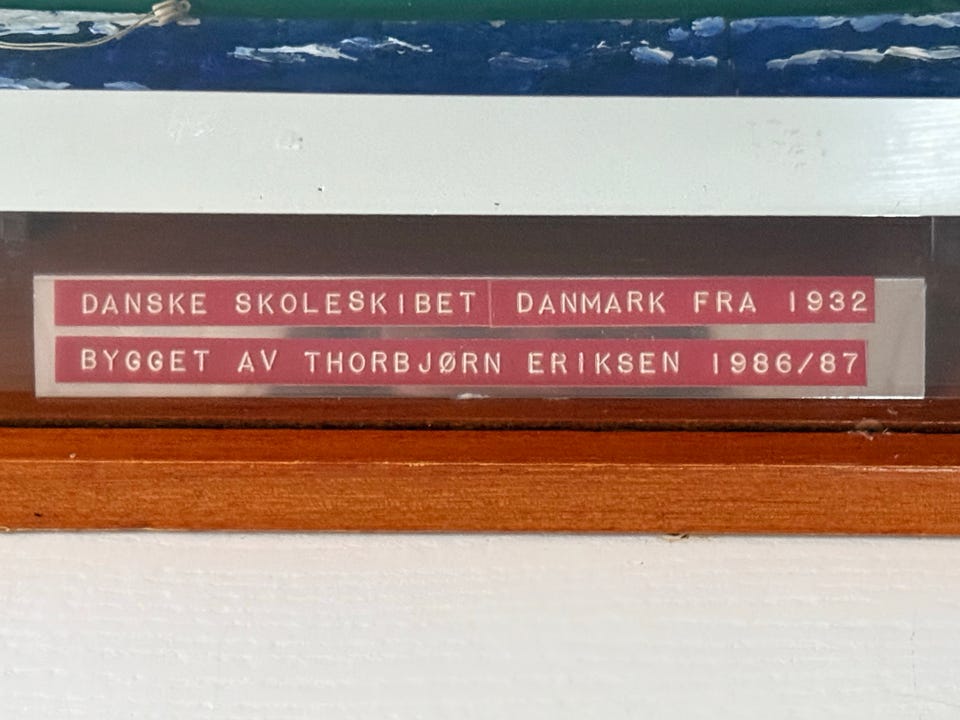 DANSKE SKOLESKIBET DANMARK FRA 1932
BYGGET AV THORBJØRN ERIKSEN 1986/87